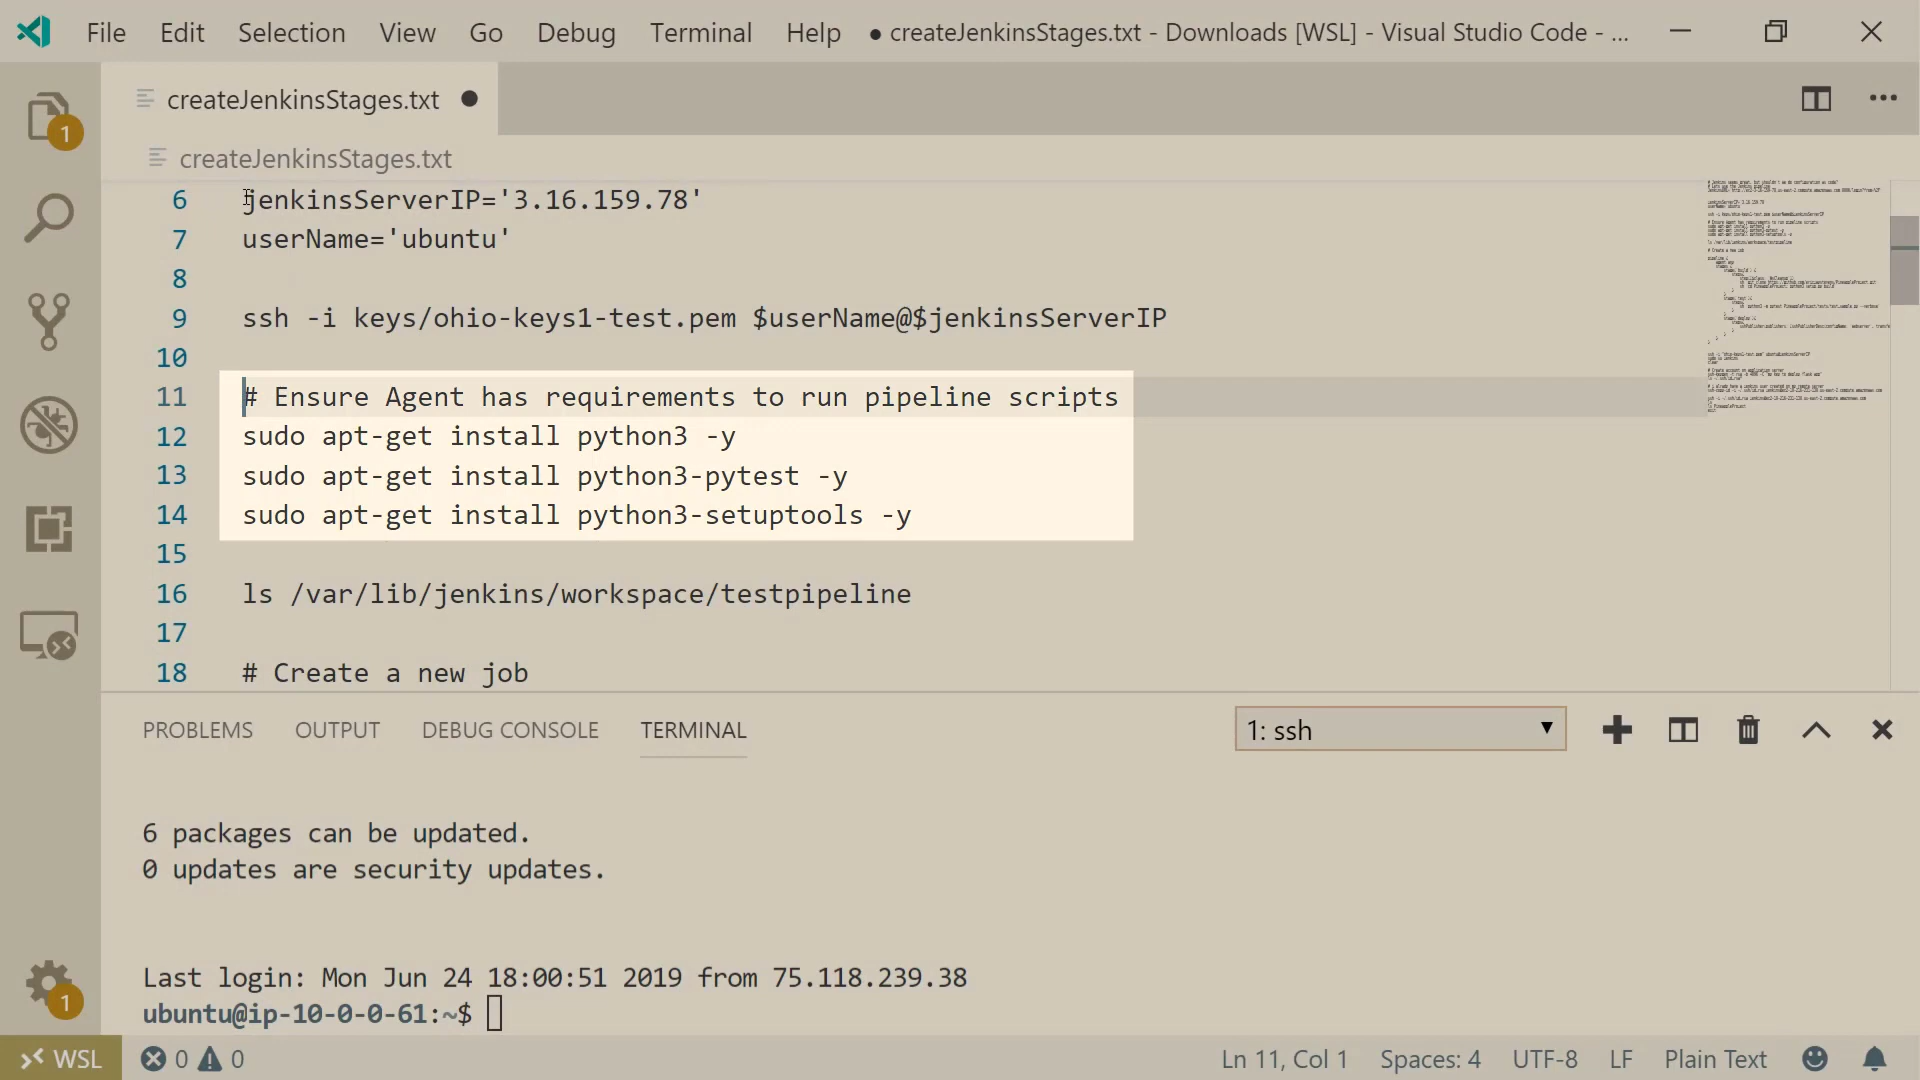 File Edit Selection View Go Debug Terminal Help ● createJenkinsStages.txt - Downloads [WSL] - Visual Studio Code - ...
1
createJenkinsStages.txt
createJenkinsStages.txt
6 jenkinsServerIP='3.16.159.78'
7 userName='ubuntu'
8
9 ssh -i keys/ohio-keys1-test.pem $userName@$jenkinsServerIP
10
11 # Ensure Agent has requirements to run pipeline scripts
12 sudo apt-get install python3 -y
13 sudo apt-get install python3-pytest -y
14 sudo apt-get install python3-setuptools -y
15
16 ls /var/lib/jenkins/workspace/testpipeline
17
18 # Create a new job
PROBLEMS OUTPUT DEBUG CONSOLE TERMINAL 1: ssh
6 packages can be updated.
0 updates are security updates.
Last login: Mon Jun 24 18:00:51 2019 from 75.118.239.38
ubuntu@ip-10-0-0-61:~$
1
WSL 0 0 Ln 11, Col 1 Spaces: 4 UTF-8 LF Plain Text